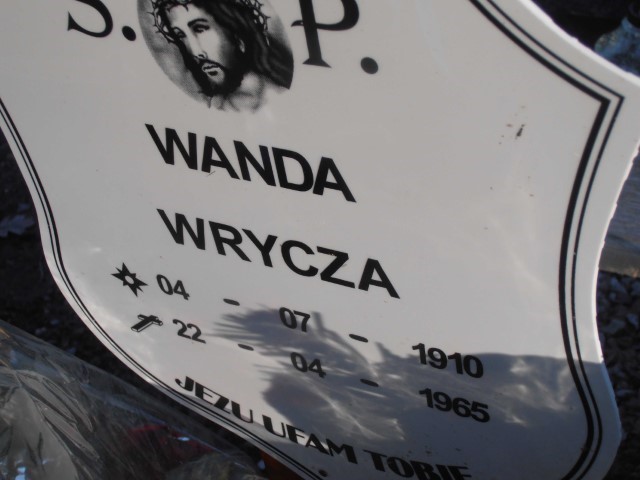 S. P.
WANDA
WRYCZA
04 - 07 - 1910
22 - 04 - 1965
JEZU UFAM TOBIE